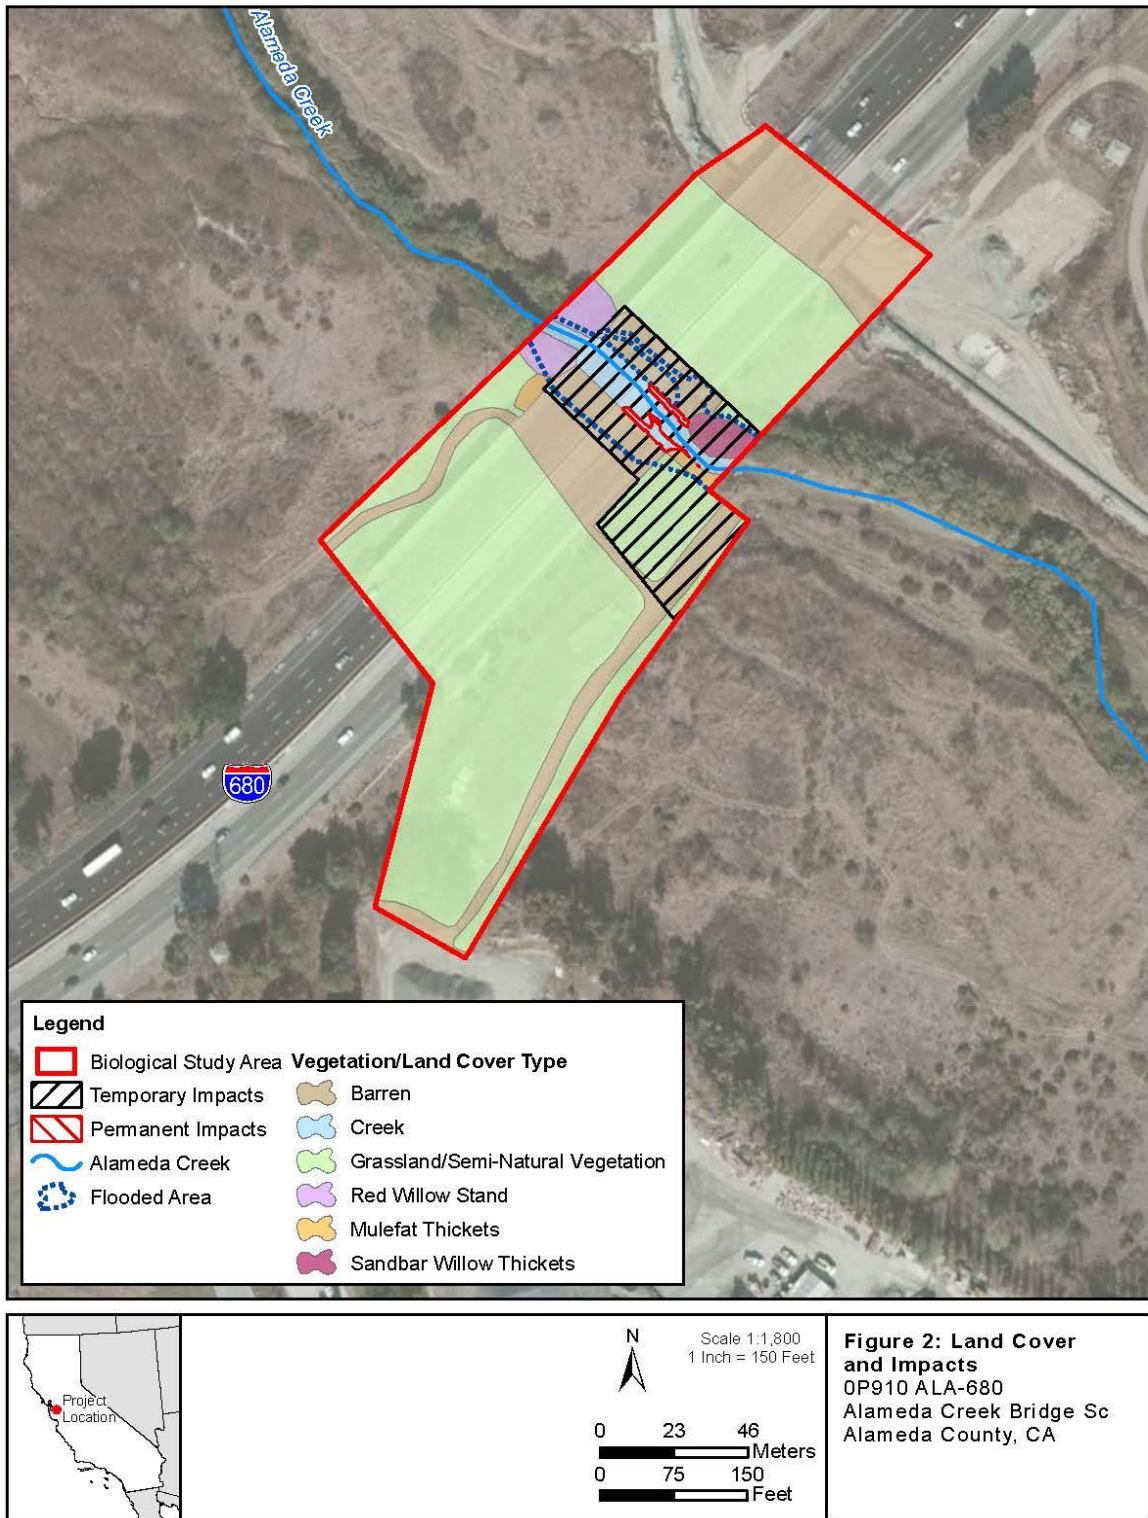 Alameda Creek
680
Legend
Biological Study Area
Temporary Impacts
Permanent Impacts
Alameda Creek
Flooded Area
Vegetation/Land Cover Type
Barren
Creek
Grassland/Semi-Natural Vegetation
Red Willow Stand
Mulefat Thickets
Sandbar Willow Thickets
Project
Location
N
Scale 1:1,800
1 Inch = 150 Feet
0 23 46
Meters
0 75 150
Feet
Figure 2: Land Cover
and Impacts
0P910 ALA-680
Alameda Creek Bridge Sc
Alameda County, CA